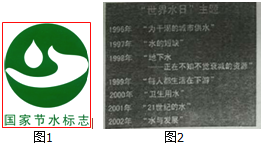 国家节水标志
图1
“世界水日”主题
1996年 “为干渴的城市供水”
1997年 “水的短缺”
1998年 “地下水
——正在不知不觉衰减的资源”
1999年 “每人都生活在下游”
2000年 “卫生用水”
2001年 “21世纪的水”
2002年 “水与发展”
图2